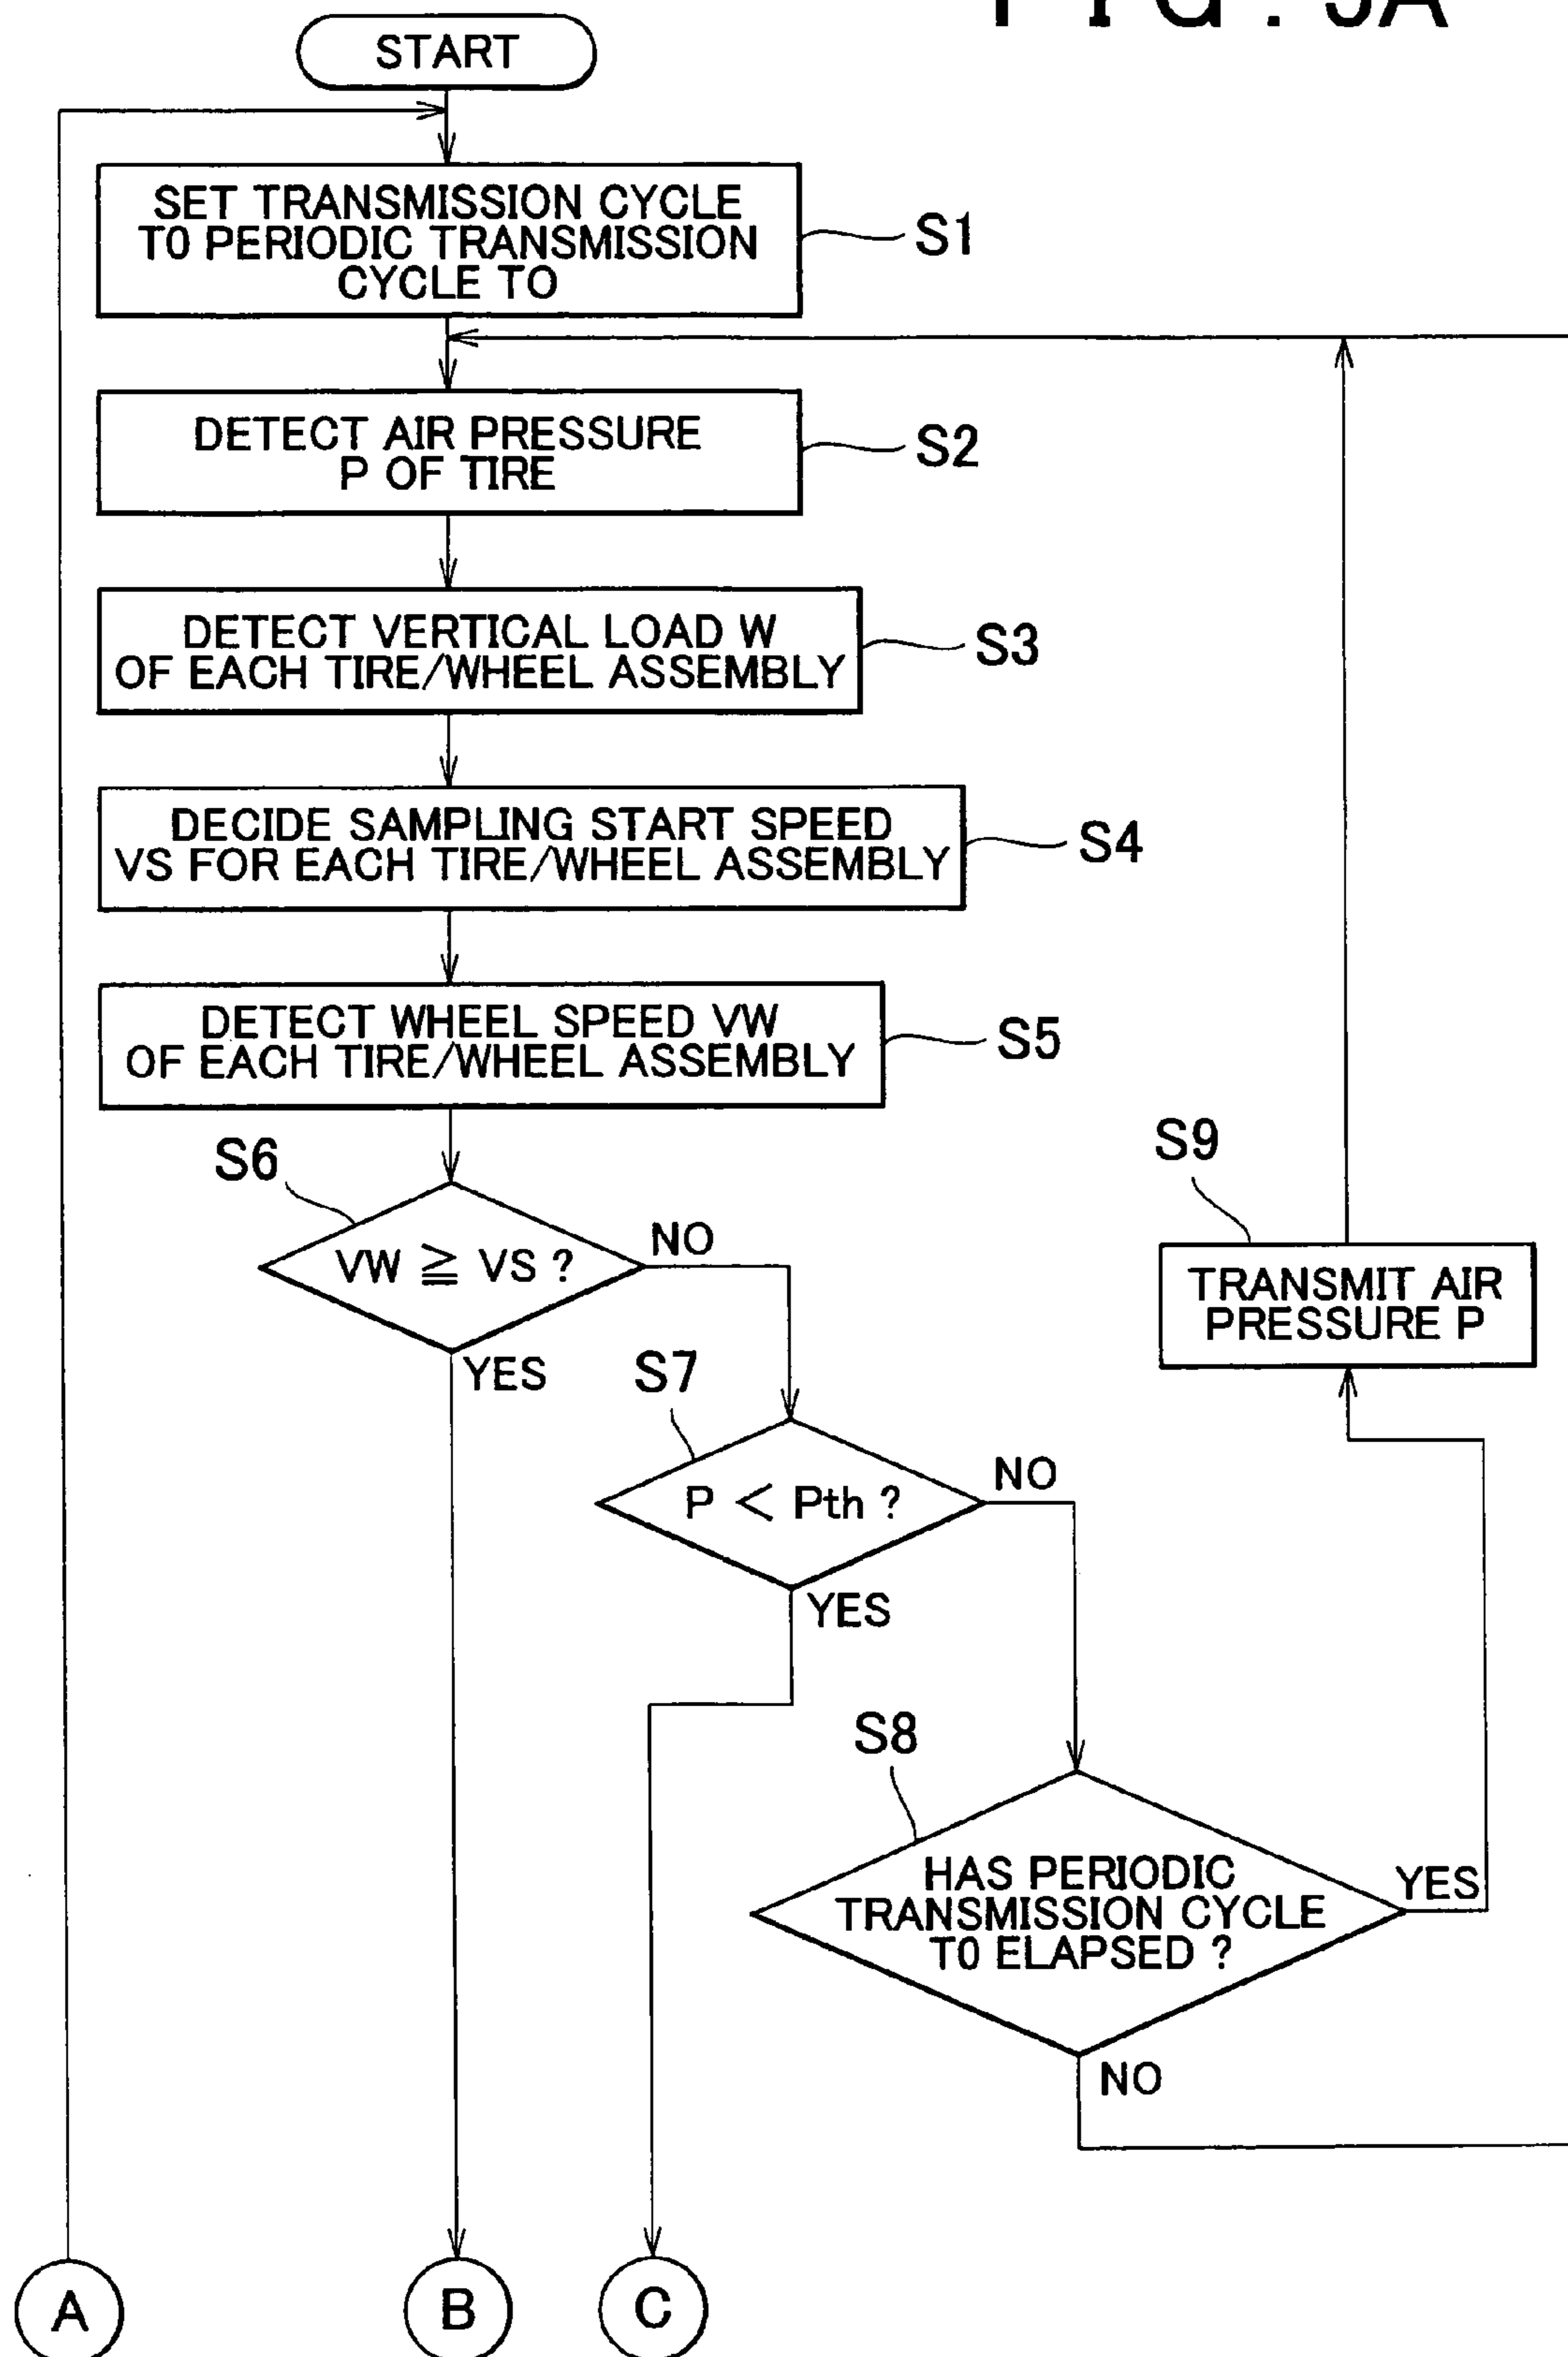 START
SET TRANSMISSION CYCLE
TO PERIODIC TRANSMISSION
CYCLE T0
S1
DETECT AIR PRESSURE
P OF TIRE
S2
DETECT VERTICAL LOAD W
OF EACH TIRE/WHEEL ASSEMBLY
S3
DECIDE SAMPLING START SPEED
VS FOR EACH TIRE/WHEEL ASSEMBLY
S4
DETECT WHEEL SPEED VW
OF EACH TIRE/WHEEL ASSEMBLY
S5
S6
VW ≧ VS ?
NO
YES
S9
TRANSMIT AIR
PRESSURE P
S7
P < Pth ?
NO
YES
S8
HAS PERIODIC
TRANSMISSION CYCLE
T0 ELAPSED ?
YES
NO
A
B
C